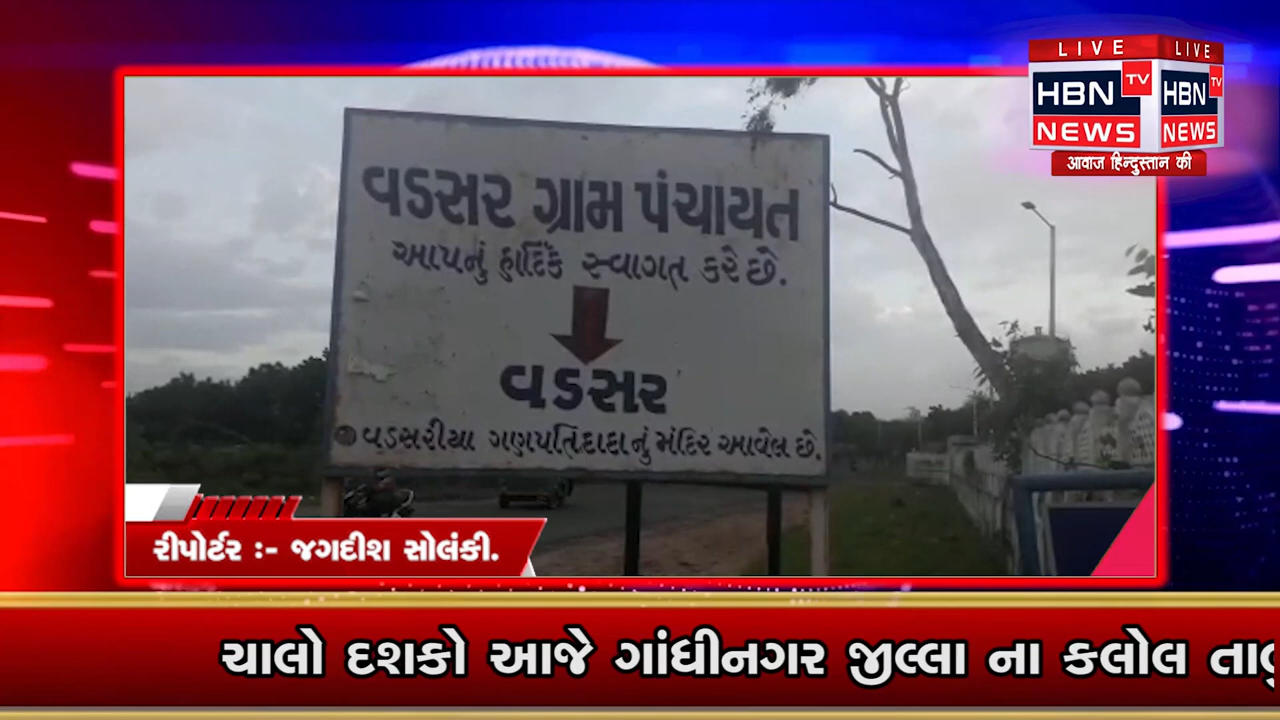 LIVE
LIVE
HBN TV
HBN TV
NEWS
NEWS
आवाज़ हिन्दुस्तान की
વડસર ગ્રામ પંચાયત
આપનું હાર્દિક સ્વાગત કરે છે.
વડસર
વડસરીયા ગણપતિદાદાનું મંદિર આવેલ છે.
રીપોર્ટર :- જગદીશ સોલંકી.
ચાલો દશકો આજે ગાંધીનગર જીલ્લા ના કલોલ